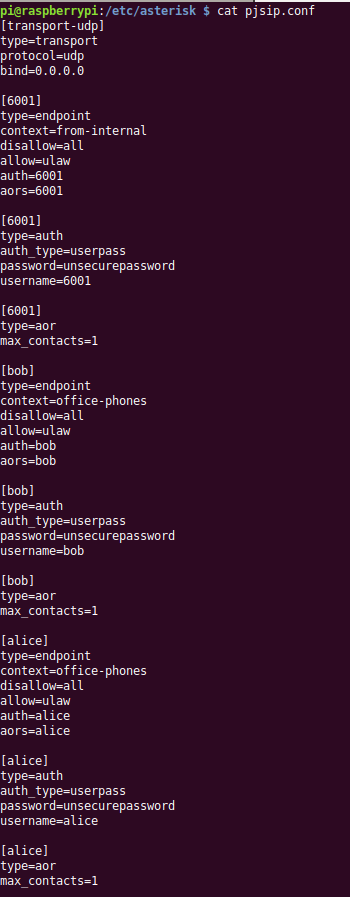 pi@raspberrypi:/etc/asterisk $ cat pjsip.conf
[transport-udp]
type=transport
protocol=udp
bind=0.0.0.0
[6001]
type=endpoint
context=from-internal
disallow=all
allow=ulaw
auth=6001
aors=6001
[6001]
type=auth
auth_type=userpass
password=unsecurepassword
username=6001
[6001]
type=aor
max_contacts=1
[bob]
type=endpoint
context=office-phones
disallow=all
allow=ulaw
auth=bob
aors=bob
[bob]
type=auth
auth_type=userpass
password=unsecurepassword
username=bob
[bob]
type=aor
max_contacts=1
[alice]
type=endpoint
context=office-phones
disallow=all
allow=ulaw
auth=alice
aors=alice
[alice]
type=auth
auth_type=userpass
password=unsecurepassword
username=alice
[alice]
type=aor
max_contacts=1